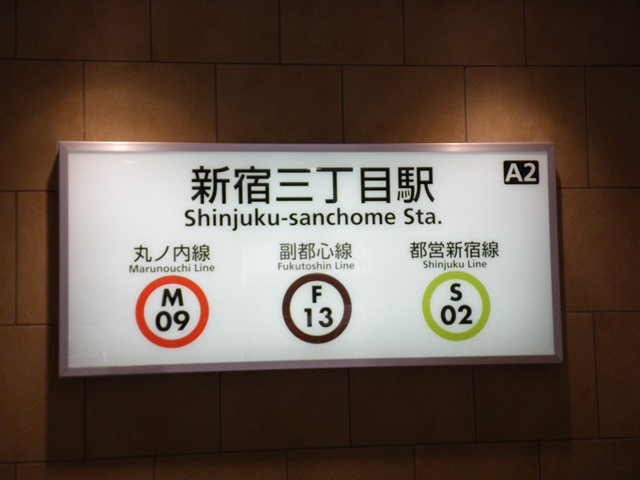 新宿三丁目駅
A2
Shinjuku-sanchome Sta.
丸ノ内線
Marunouchi Line
M
09
副都心線
Fukutoshin Line
F
13
都営新宿線
Shinjuku Line
S
02